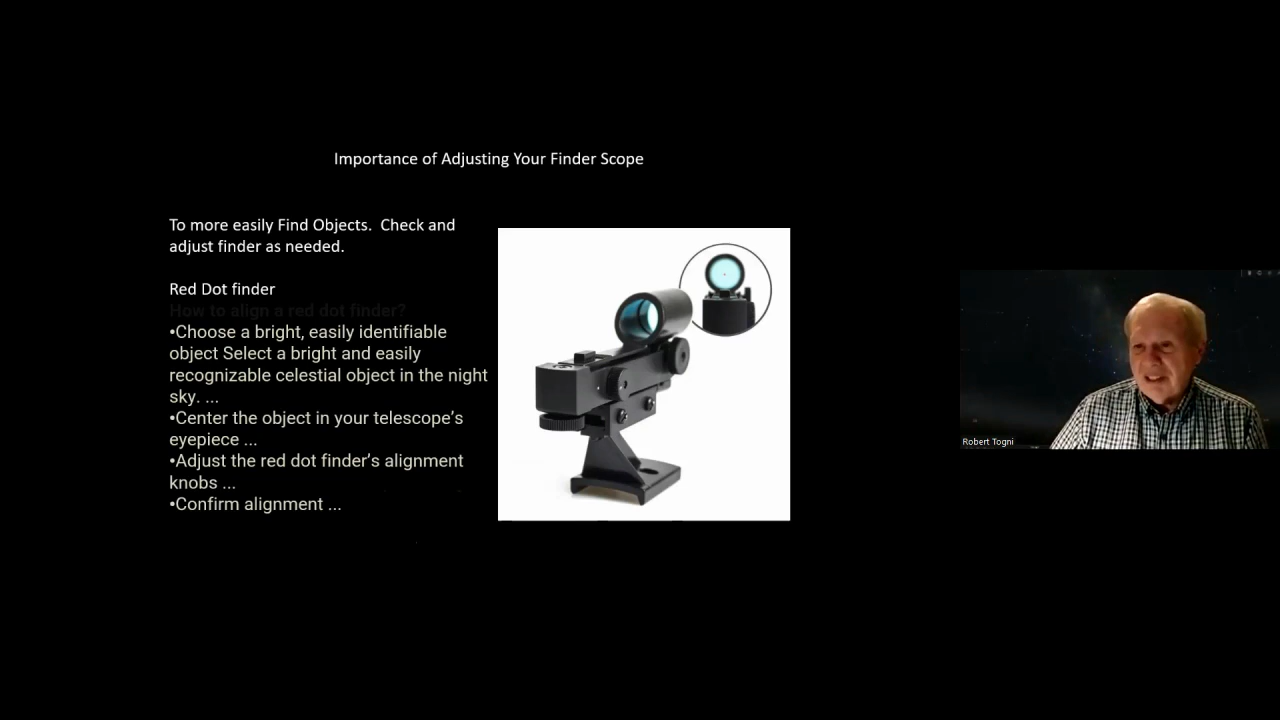 Importance of Adjusting Your Finder Scope
To more easily Find Objects.  Check and
adjust finder as needed.
Red Dot finder
How to align a red dot finder?
•Choose a bright, easily identifiable
object Select a bright and easily
recognizable celestial object in the night
sky. ...
•Center the object in your telescope’s
eyepiece ...
•Adjust the red dot finder’s alignment
knobs ...
•Confirm alignment ...
Robert Togni